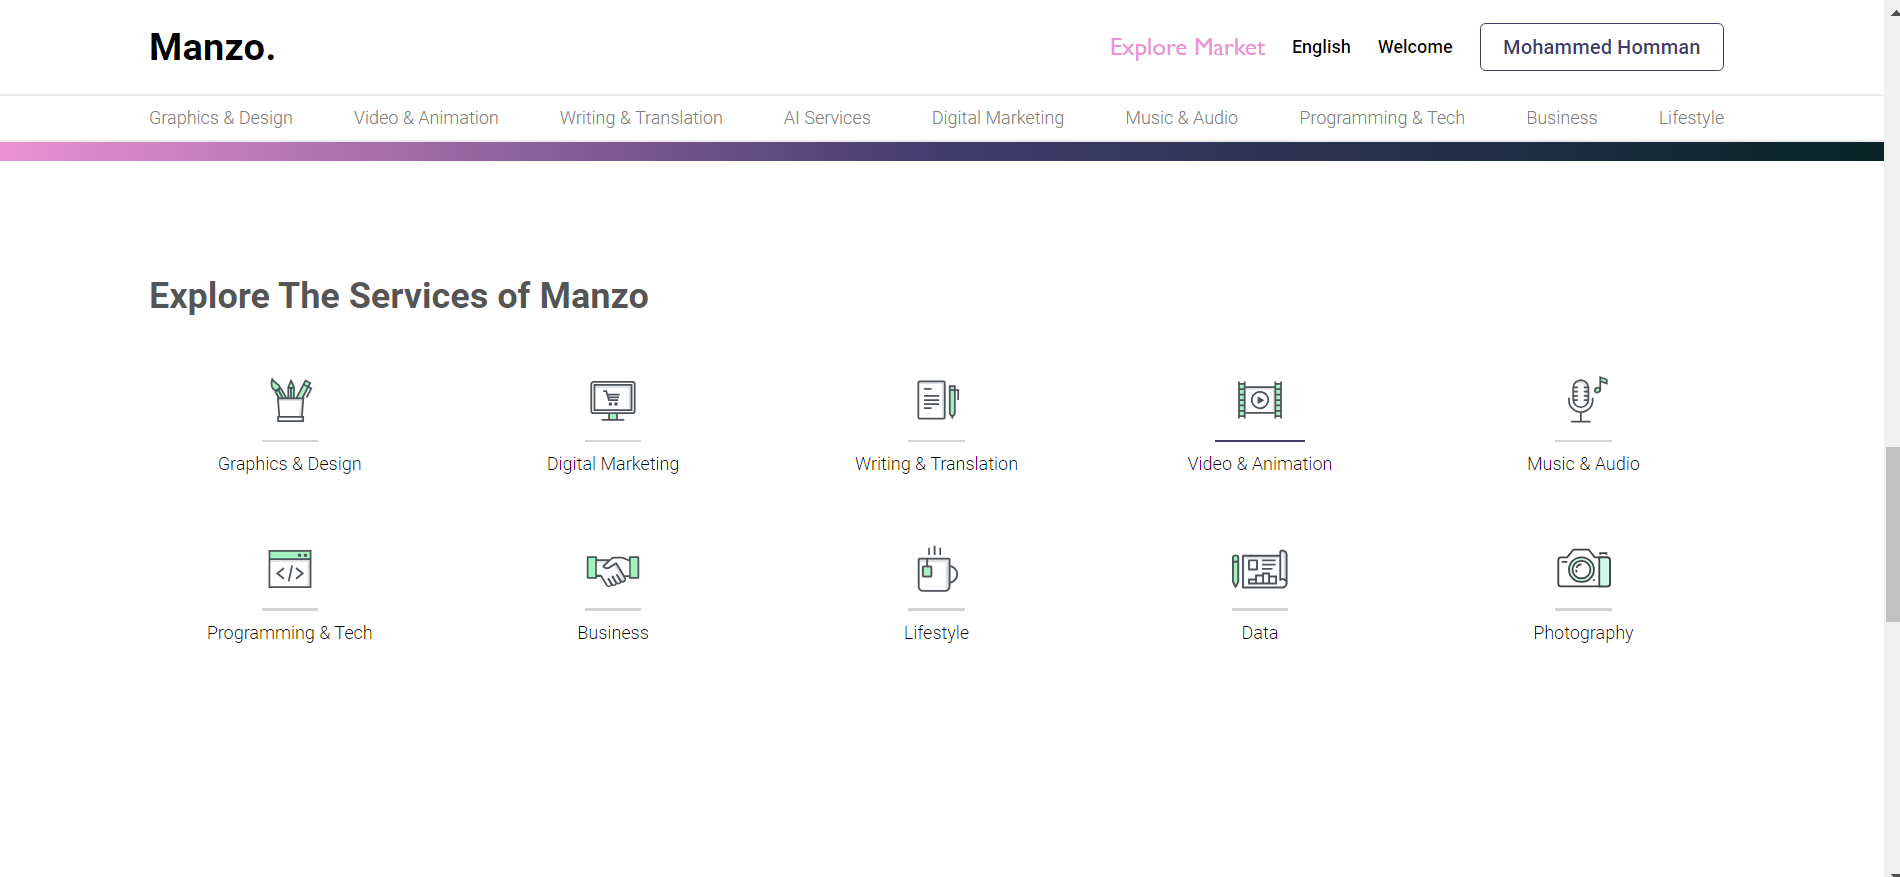 Manzo.
Explore Market English Welcome Mohammed Homman
Graphics & Design Video & Animation Writing & Translation AI Services Digital Marketing Music & Audio Programming & Tech Business Lifestyle
Explore The Services of Manzo
Graphics & Design Digital Marketing Writing & Translation Video & Animation Music & Audio
</>
Programming & Tech Business Lifestyle Data Photography